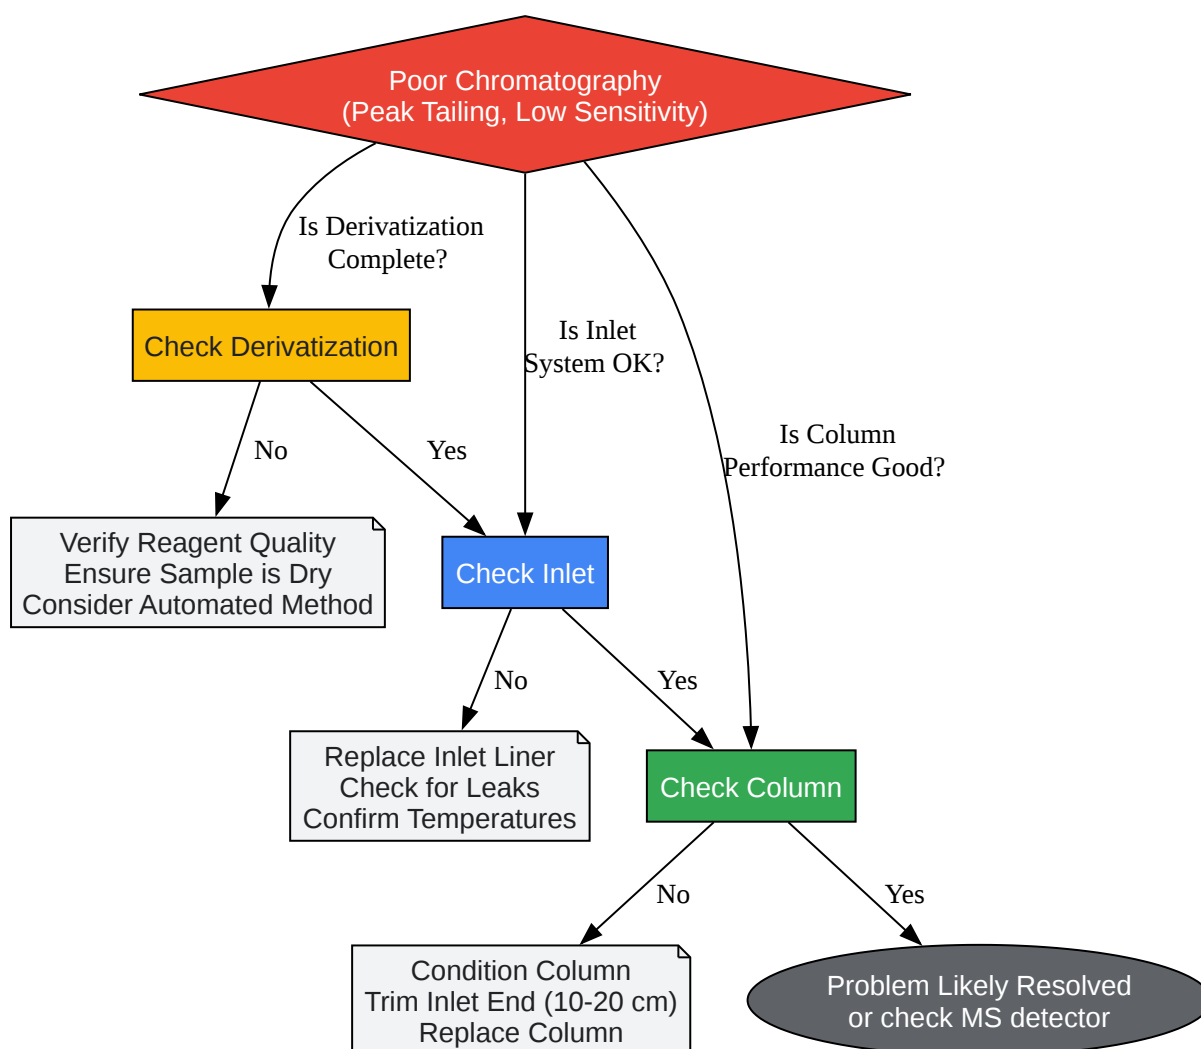 Poor Chromatography
(Peak Tailing, Low Sensitivity)
Is Derivatization
Complete?
Check Derivatization
Is Inlet
System OK?
Is Column
Performance Good?
No
Yes
Verify Reagent Quality
Ensure Sample is Dry
Consider Automated Method
Check Inlet
No
Yes
Replace Inlet Liner
Check for Leaks
Confirm Temperatures
Check Column
No
Yes
Condition Column
Trim Inlet End (10-20 cm)
Replace Column
Problem Likely Resolved
or check MS detector